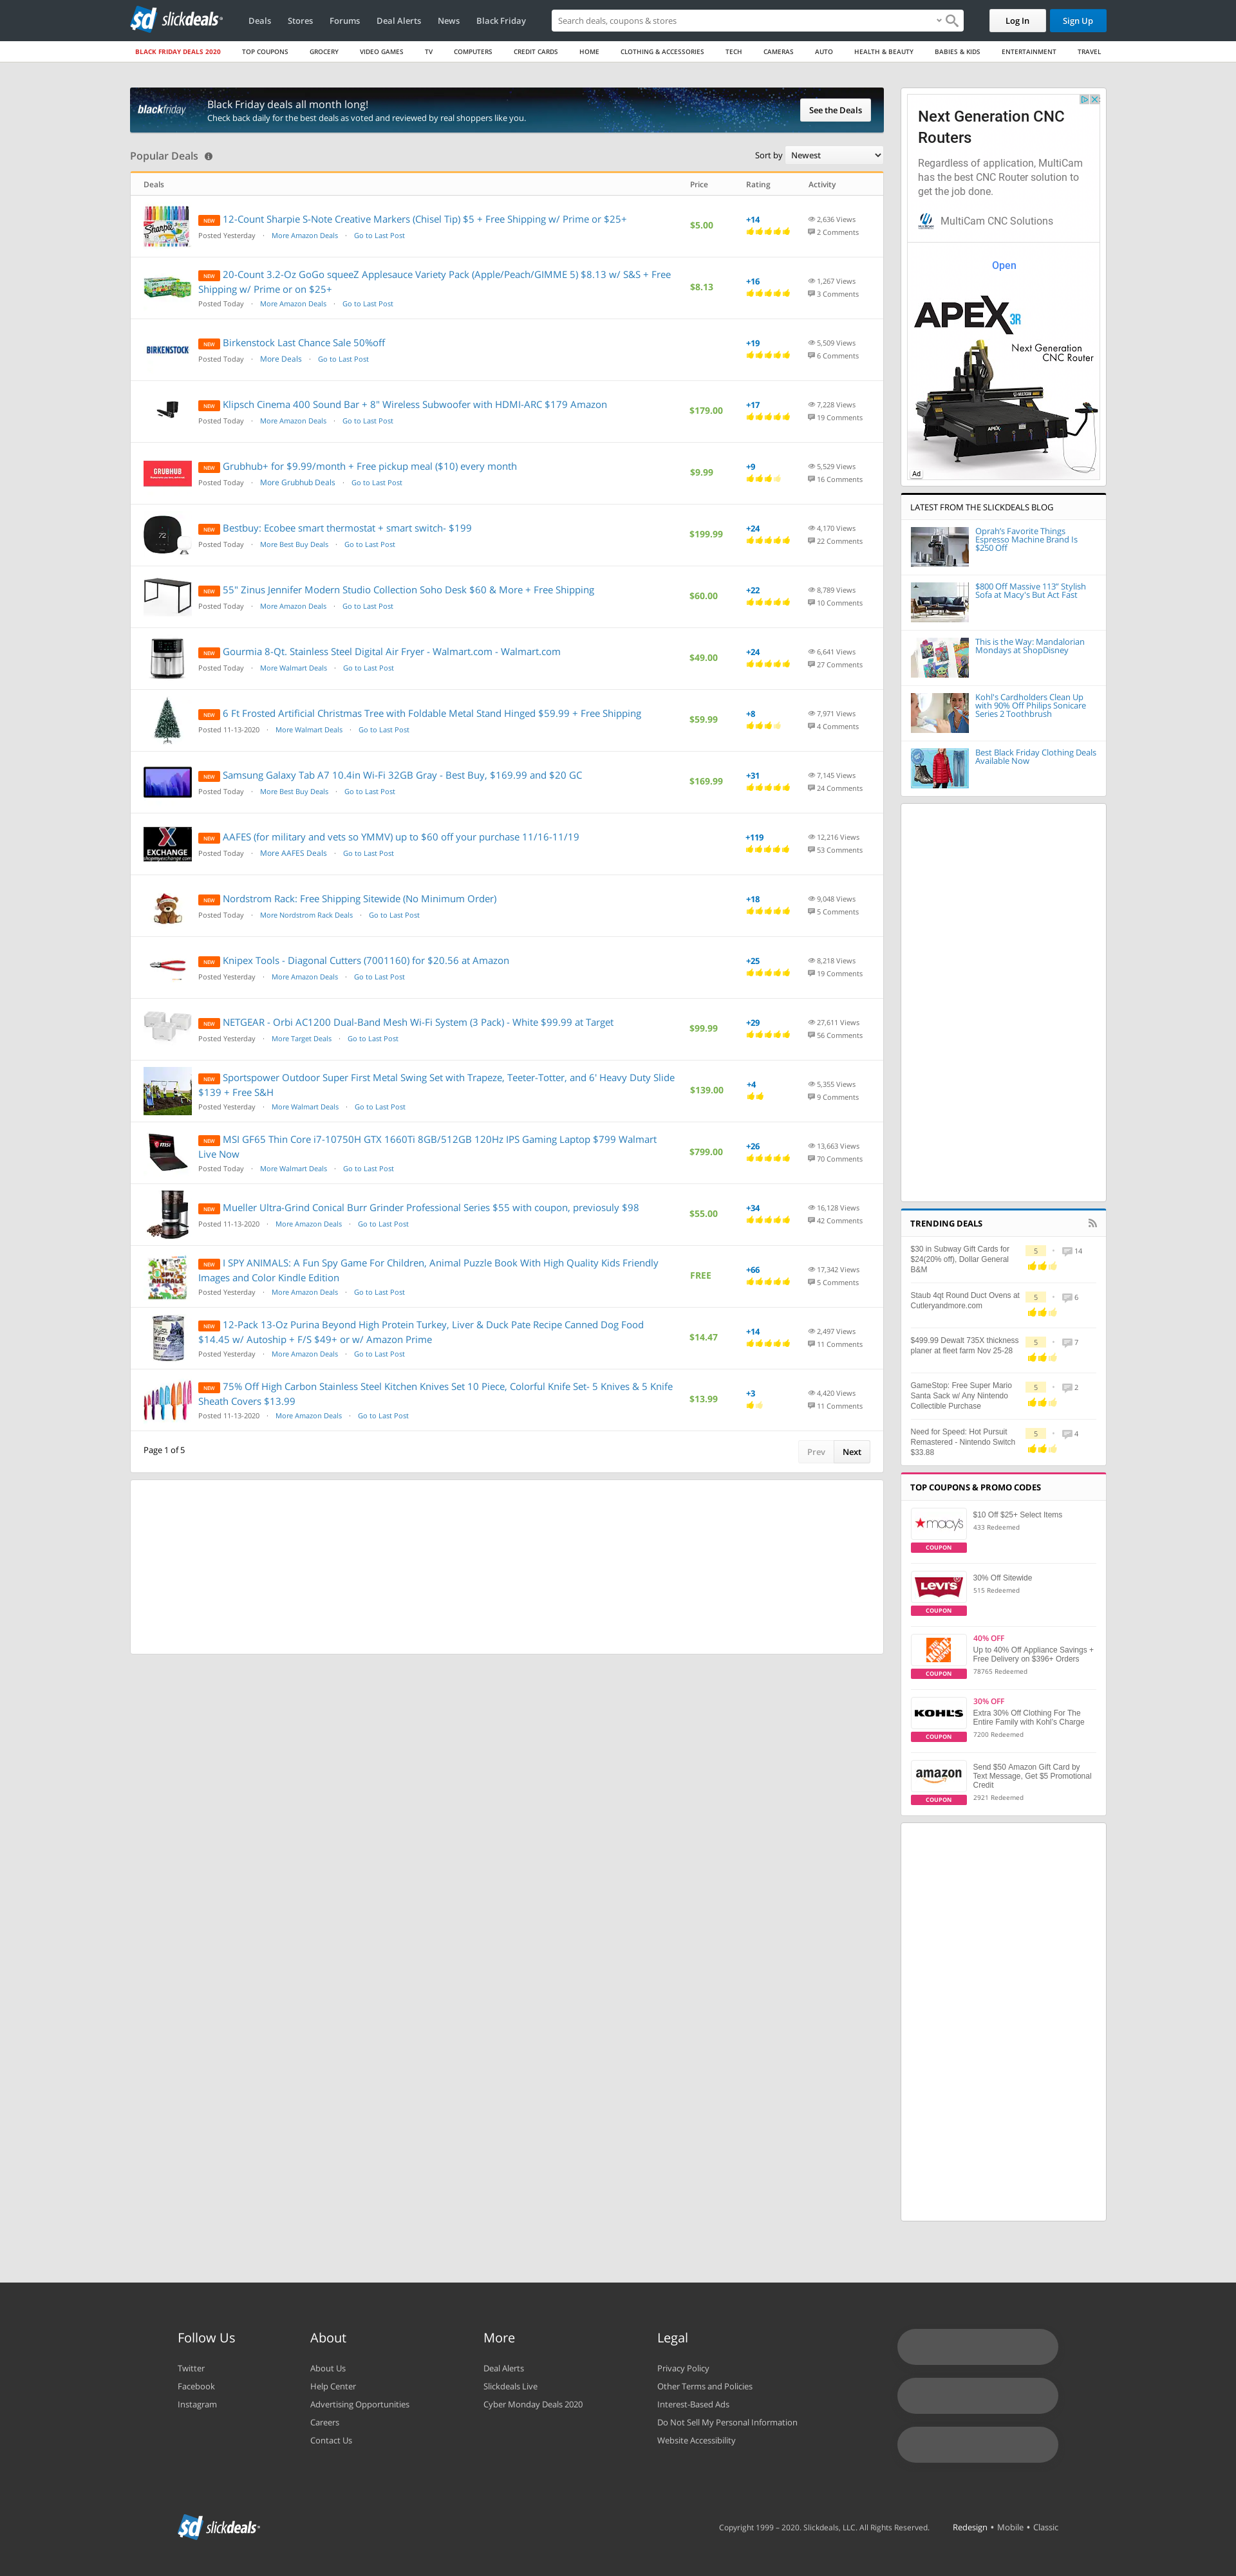 slickdeals
Deals
Stores
Forums
Deal Alerts
News
Black Friday
Search deals, coupons & stores
Log In
Sign Up
BLACK FRIDAY DEALS 2020
TOP COUPONS
GROCERY
VIDEO GAMES
TV
COMPUTERS
CREDIT CARDS
HOME
CLOTHING & ACCESSORIES
TECH
CAMERAS
AUTO
HEALTH & BEAUTY
BABIES & KIDS
ENTERTAINMENT
TRAVEL
blackfriday
Black Friday deals all month long!
Check back daily for the best deals as voted and reviewed by real shoppers like you.
See the Deals
Popular Deals
Sort by Newest
Deals Price Rating Activity
NEW 12-Count Sharpie S-Note Creative Markers (Chisel Tip) $5 + Free Shipping w/ Prime or $25+
Posted Yesterday · More Amazon Deals · Go to Last Post
$5.00
+14
2,636 Views
2 Comments
NEW 20-Count 3.2-Oz GoGo squeeZ Applesauce Variety Pack (Apple/Peach/GIMME 5) $8.13 w/ S&S + Free
Shipping w/ Prime or on $25+
Posted Today · More Amazon Deals · Go to Last Post
$8.13
+16
1,267 Views
3 Comments
BIRKENSTOCK
NEW Birkenstock Last Chance Sale 50%off
Posted Today · More Deals · Go to Last Post
+19
5,509 Views
6 Comments
NEW Klipsch Cinema 400 Sound Bar + 8" Wireless Subwoofer with HDMI-ARC $179 Amazon
Posted Today · More Amazon Deals · Go to Last Post
$179.00
+17
7,228 Views
19 Comments
GRUBHUB
NEW Grubhub+ for $9.99/month + Free pickup meal ($10) every month
Posted Today · More Grubhub Deals · Go to Last Post
$9.99
+9
5,529 Views
16 Comments
72
NEW Bestbuy: Ecobee smart thermostat + smart switch- $199
Posted Today · More Best Buy Deals · Go to Last Post
$199.99
+24
4,170 Views
22 Comments
NEW 55" Zinus Jennifer Modern Studio Collection Soho Desk $60 & More + Free Shipping
Posted Today · More Amazon Deals · Go to Last Post
$60.00
+22
8,789 Views
10 Comments
NEW Gourmia 8-Qt. Stainless Steel Digital Air Fryer - Walmart.com - Walmart.com
Posted Today · More Walmart Deals · Go to Last Post
$49.00
+24
6,641 Views
27 Comments
NEW 6 Ft Frosted Artificial Christmas Tree with Foldable Metal Stand Hinged $59.99 + Free Shipping
Posted 11-13-2020 · More Walmart Deals · Go to Last Post
$59.99
+8
7,971 Views
4 Comments
NEW Samsung Galaxy Tab A7 10.4in Wi-Fi 32GB Gray - Best Buy, $169.99 and $20 GC
Posted Today · More Best Buy Deals · Go to Last Post
$169.99
+31
7,145 Views
24 Comments
EXCHANGE
NEW AAFES (for military and vets so YMMV) up to $60 off your purchase 11/16-11/19
Posted Today · More AAFES Deals · Go to Last Post
+119
12,216 Views
53 Comments
NEW Nordstrom Rack: Free Shipping Sitewide (No Minimum Order)
Posted Today · More Nordstrom Rack Deals · Go to Last Post
+18
9,048 Views
5 Comments
NEW Knipex Tools - Diagonal Cutters (7001160) for $20.56 at Amazon
Posted Yesterday · More Amazon Deals · Go to Last Post
+25
8,218 Views
19 Comments
NEW NETGEAR - Orbi AC1200 Dual-Band Mesh Wi-Fi System (3 Pack) - White $99.99 at Target
Posted Yesterday · More Target Deals · Go to Last Post
$99.99
+29
27,611 Views
56 Comments
NEW Sportspower Outdoor Super First Metal Swing Set with Trapeze, Teeter-Totter, and 6' Heavy Duty Slide
$139 + Free S&H
Posted Yesterday · More Walmart Deals · Go to Last Post
$139.00
+4
5,355 Views
9 Comments
NEW MSI GF65 Thin Core i7-10750H GTX 1660Ti 8GB/512GB 120Hz IPS Gaming Laptop $799 Walmart
Live Now
Posted Today · More Walmart Deals · Go to Last Post
$799.00
+26
13,663 Views
70 Comments
NEW Mueller Ultra-Grind Conical Burr Grinder Professional Series $55 with coupon, previosuly $98
Posted 11-13-2020 · More Amazon Deals · Go to Last Post
$55.00
+34
16,128 Views
42 Comments
NEW I SPY ANIMALS: A Fun Spy Game For Children, Animal Puzzle Book With High Quality Kids Friendly
Images and Color Kindle Edition
Posted Yesterday · More Amazon Deals · Go to Last Post
FREE
+66
17,342 Views
5 Comments
NEW 12-Pack 13-Oz Purina Beyond High Protein Turkey, Liver & Duck Pate Recipe Canned Dog Food
$14.45 w/ Autoship + F/S $49+ or w/ Amazon Prime
Posted Yesterday · More Amazon Deals · Go to Last Post
$14.47
+14
2,497 Views
11 Comments
NEW 75% Off High Carbon Stainless Steel Kitchen Knives Set 10 Piece, Colorful Knife Set- 5 Knives & 5 Knife
Sheath Covers $13.99
Posted 11-13-2020 · More Amazon Deals · Go to Last Post
$13.99
+3
4,420 Views
11 Comments
Page 1 of 5
Prev
Next
Next Generation CNC
Routers
Regardless of application, MultiCam
has the best CNC Router solution to
get the job done.
MultiCam CNC Solutions
Open
APEX 3R
Next Generation
CNC Router
Ad
LATEST FROM THE SLICKDEALS BLOG
Oprah's Favorite Things
Espresso Machine Brand Is
$250 Off
$800 Off Massive 113” Stylish
Sofa at Macy's But Act Fast
This is the Way: Mandalorian
Mondays at ShopDisney
Kohl's Cardholders Clean Up
with 90% Off Philips Sonicare
Series 2 Toothbrush
Best Black Friday Clothing Deals
Available Now
TRENDING DEALS
$30 in Subway Gift Cards for
$24(20% off), Dollar General
B&M
5
14
Staub 4qt Round Duct Ovens at
Cutleryandmore.com
5
6
$499.99 Dewalt 735X thickness
planer at fleet farm Nov 25-28
5
7
GameStop: Free Super Mario
Santa Sack w/ Any Nintendo
Collectible Purchase
5
2
Need for Speed: Hot Pursuit
Remastered - Nintendo Switch
$33.88
5
4
TOP COUPONS & PROMO CODES
macy's
COUPON
$10 Off $25+ Select Items
433 Redeemed
LEVI'S
COUPON
30% Off Sitewide
515 Redeemed
COUPON
40% OFF
Up to 40% Off Appliance Savings +
Free Delivery on $396+ Orders
78765 Redeemed
KOHL'S
COUPON
30% OFF
Extra 30% Off Clothing For The
Entire Family with Kohl's Charge
7200 Redeemed
amazon
COUPON
Send $50 Amazon Gift Card by
Text Message, Get $5 Promotional
Credit
2921 Redeemed
Follow Us
Twitter
Facebook
Instagram
About
About Us
Help Center
Advertising Opportunities
Careers
Contact Us
More
Deal Alerts
Slickdeals Live
Cyber Monday Deals 2020
Legal
Privacy Policy
Other Terms and Policies
Interest-Based Ads
Do Not Sell My Personal Information
Website Accessibility
slickdeals
Copyright 1999 – 2020. Slickdeals, LLC. All Rights Reserved.
Redesign • Mobile • Classic